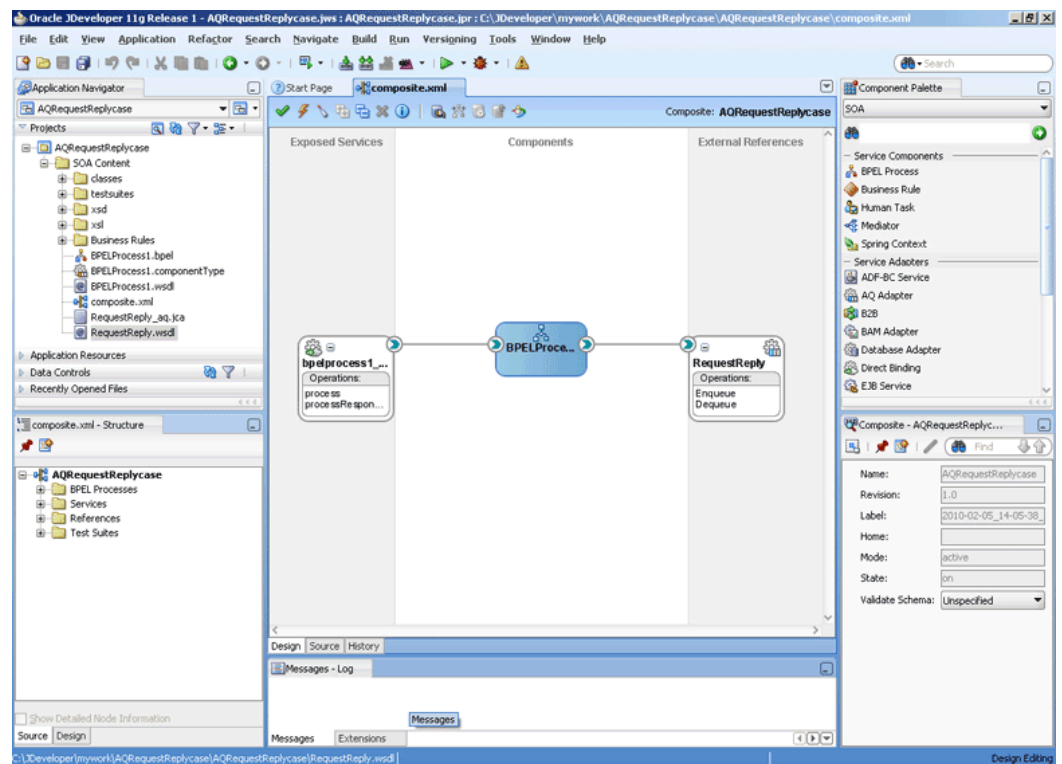 Oracle JDeveloper 11g Release 1 - AQRequestReplycase.jws : AQRequestReplycase.jpr : C:\JDeveloper\mywork\AQRequestReplycase\AQRequestReplycase\composite.xml
File Edit View Application Refactor Search Navigate Build Run Versioning Tools Window Help
Search
Application Navigator
AQRequestReplycase
Projects
AQRequestReplycase
SOA Content
classes
testsuites
xsd
xsl
Business Rules
BPELProcess1.bpel
BPELProcess1.componentType
BPELProcess1.wsdl
composite.xml
RequestReply_aq.jca
RequestReply.wsdl
Application Resources
Data Controls
Recently Opened Files
composite.xml - Structure
AQRequestReplycase
BPEL Processes
Services
References
Test Suites
Show Detailed Node Information
Source Design
Start Page composite.xml
Composite: AQRequestReplycase
Exposed Services Components External References
bpelprocess1_...
Operations:
process
processRespon...
BPELProce...
RequestReply
Operations:
Enqueue
Dequeue
Design Source History
Messages - Log
Messages
Messages Extensions
Component Palette
SOA
Service Components
BPEL Process
Business Rule
Human Task
Mediator
Spring Context
Service Adapters
ADF-BC Service
AQ Adapter
B2B
BAM Adapter
Database Adapter
Direct Binding
EJB Service
Composite - AQRequestReplyc...
Find
Name: AQRequestReplycase
Revision: 1.0
Label: 2010-02-05_14-05-38_
Home:
Mode: active
State: on
Validate Schema: Unspecified
C:\JDeveloper\mywork\AQRequestReplycase\AQRequestReplycase\RequestReply.wsdl
Design Editing